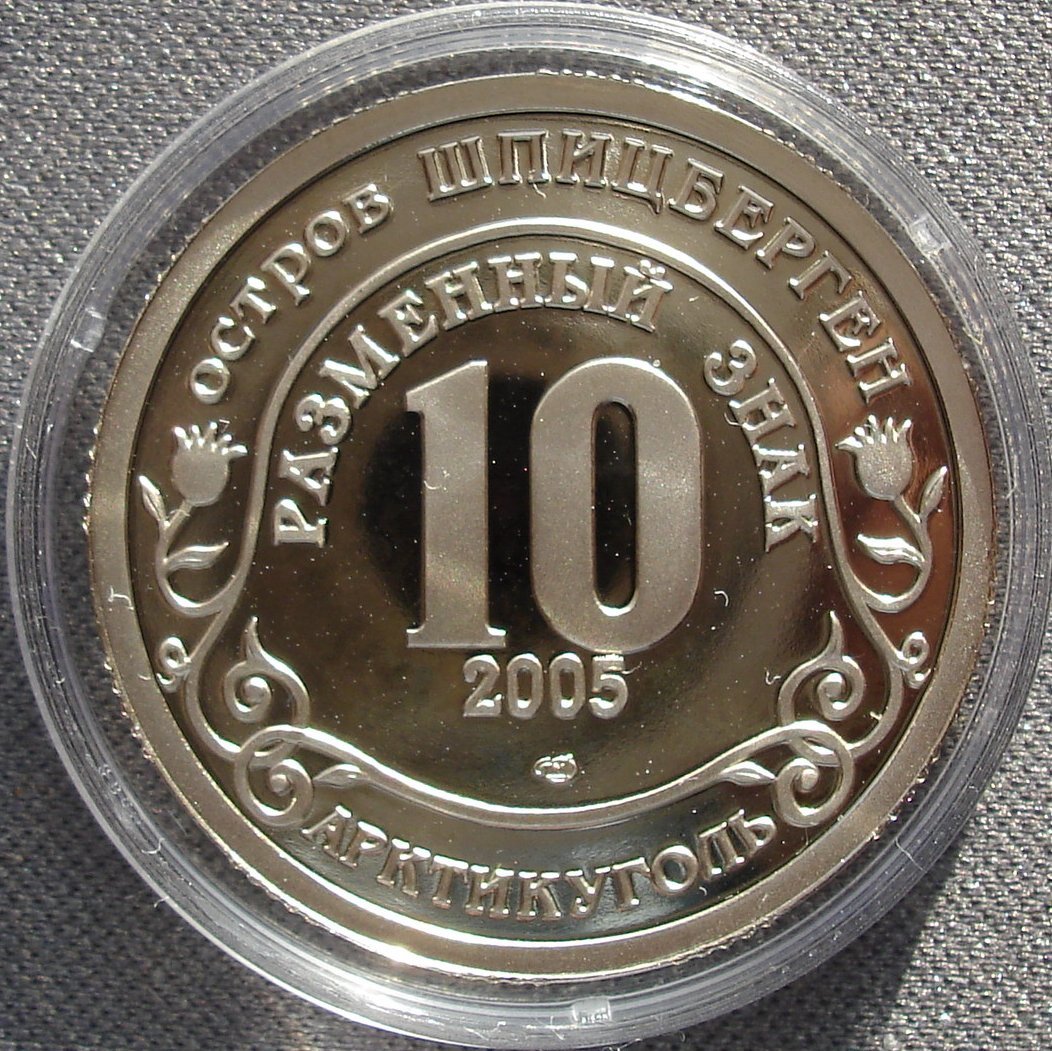 ОСТРОВ ШПИЦБЕРГЕН
РАЗМЕННЫЙ ЗНАК
10
2005
АРКТИКУГОЛЬ